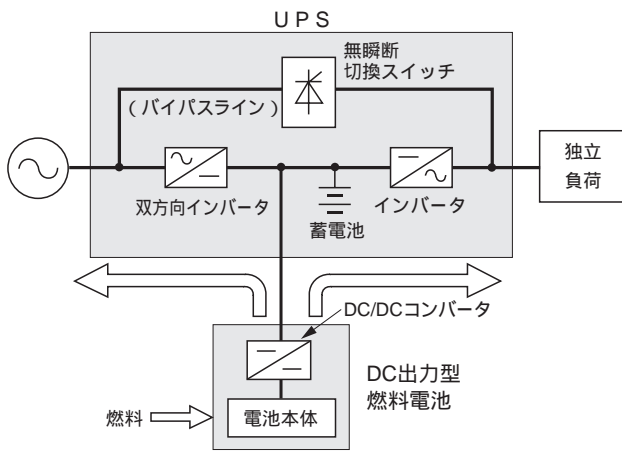 UPS
無瞬断
切換スイッチ
(バイパスライン)
独立
負荷
双方向インバータ
蓄電池
インバータ
DC/DCコンバータ
DC出力型
燃料電池
燃料
電池本体